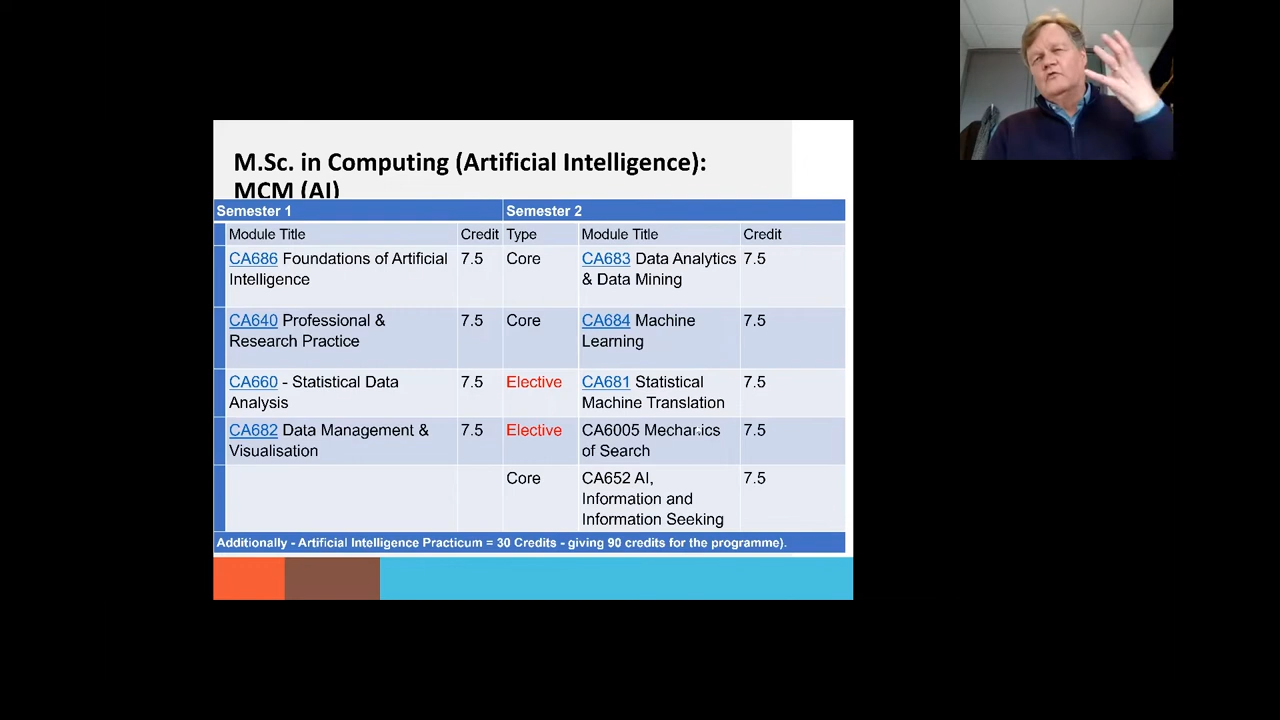 M.Sc. in Computing (Artificial Intelligence):
MCM (AI)
Semester 1 Semester 2
Module Title Credit Type Module Title Credit
CA686 Foundations of Artificial 7.5 Core CA683 Data Analytics 7.5
Intelligence & Data Mining
CA640 Professional & 7.5 Core CA684 Machine 7.5
Research Practice Learning
CA660 - Statistical Data 7.5 Elective CA681 Statistical 7.5
Analysis Machine Translation
CA682 Data Management & 7.5 Elective CA6005 Mechanics 7.5
Visualisation of Search
Core CA652 AI, 7.5
Information and
Information Seeking
Additionally - Artificial Intelligence Practicum = 30 Credits - giving 90 credits for the programme).